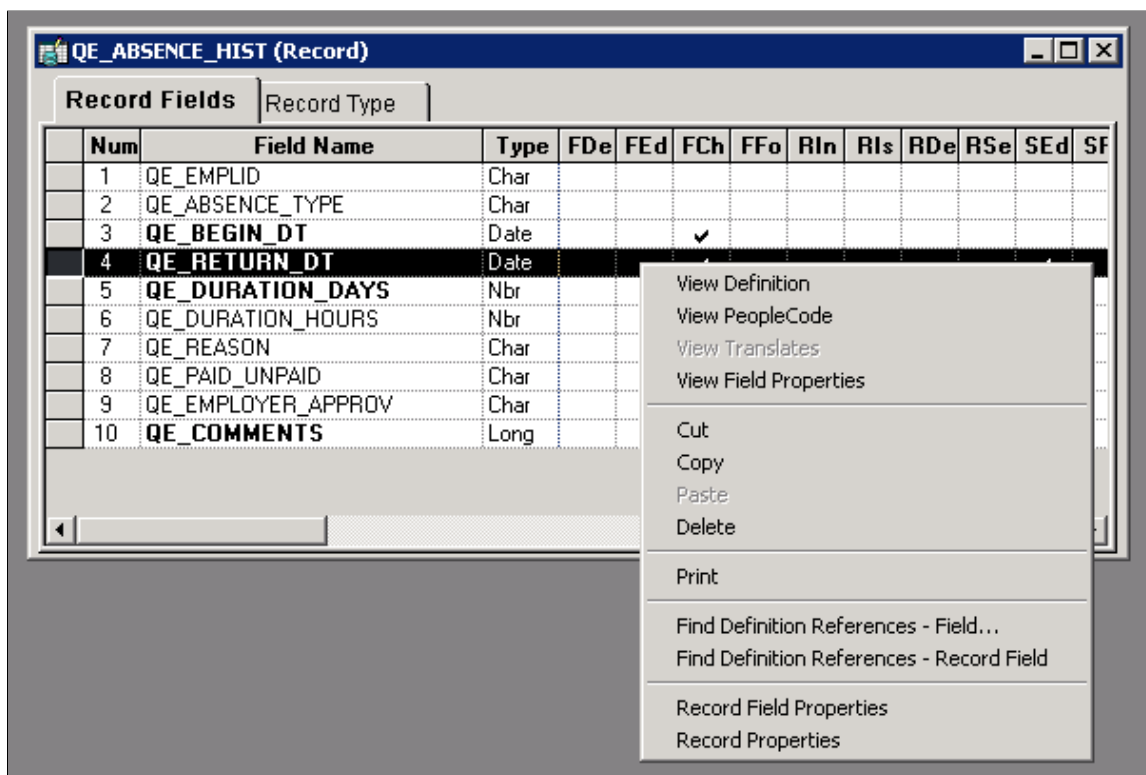 QE_ABSENCE_HIST (Record)
Record Fields Record Type
Num Field Name Type FDe FEd FCh FFo RIn RIs RDe RSe SEd
1 QE_EMPLID Char
2 QE_ABSENCE_TYPE Char
3 QE_BEGIN_DT Date
4 QE_RETURN_DT Date
5 QE_DURATION_DAYS Nbr
6 QE_DURATION_HOURS Nbr
7 QE_REASON Char
8 QE_PAID_UNPAID Char
9 QE_EMPLOYER_APPROV Char
10 QE_COMMENTS Long
View Definition
View PeopleCode
View Translates
View Field Properties
Cut
Copy
Paste
Delete
Print
Find Definition References - Field...
Find Definition References - Record Field
Record Field Properties
Record Properties